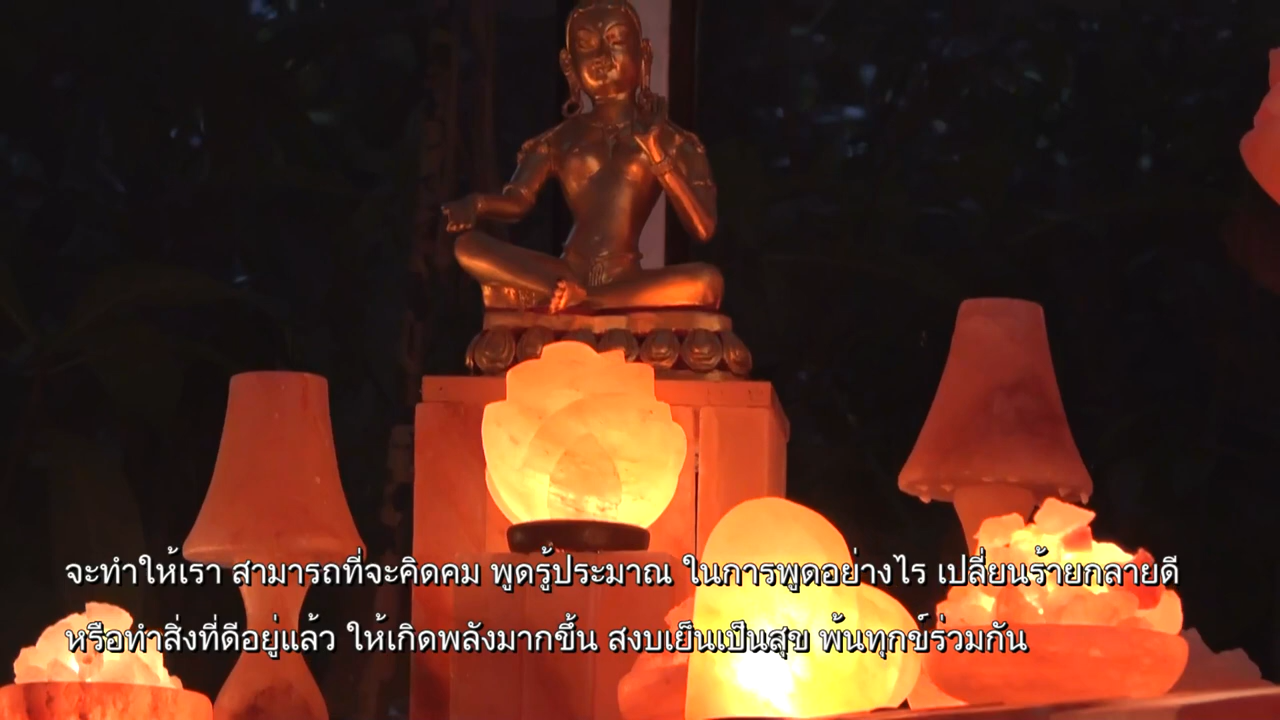 จะทำให้เรา สามารถที่จะคิดคม พูดรู้ประมาณ ในการพูดอย่างไร เปลี่ยนร้ายกลายดี
หรือทำสิ่งที่ดีอยู่แล้ว ให้เกิดพลังมากขึ้น สงบเย็นเป็นสุข พ้นทุกข์ร่วมกัน